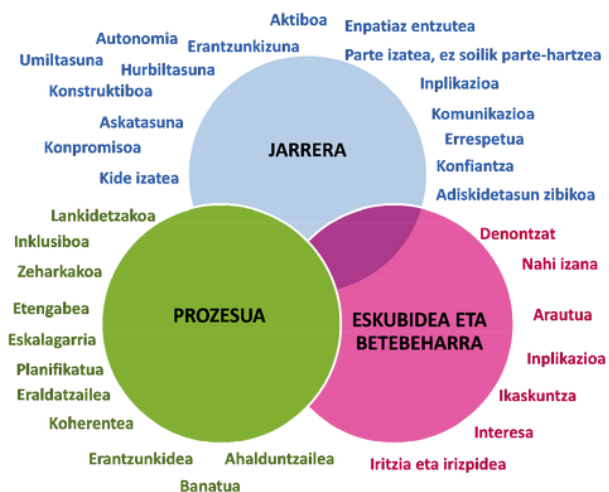 Aktiboa
Enpatiaz entzutea
Autonomia
Erantzunkizuna
Parte izatea, ez soilik parte-hartzea
Umiltasuna
Hurbiltasuna
Inplikazioa
Konstruktiboa
Komunikazioa
Askatasuna
Errespetua
Konpromisoa
JARRERA
Konfiantza
Kide izatea
Adiskidetasun zibikoa
Lankidetzakoa
Inklusiboa
Zeharkakoa
Etengabea
Eskalagarria
Planifikatua
Eraldatzailea
Koherentea
Erantzunkidea
Banatua
Ahalduntzailea
PROZESUA
ESKUBIDEA ETA
BETEBEHARRA
Denontzat
Nahi izana
Arautua
Inplikazioa
Ikaskuntza
Interesa
Iritzia eta irizpidea